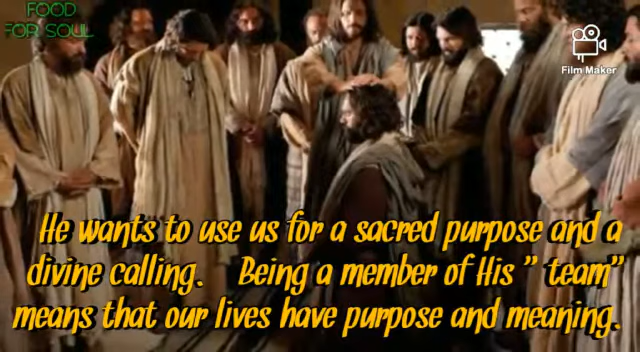 FOOD
FOR SOUL
Film Maker
He wants to use us for a sacred purpose and a
divine calling. Being a member of His " team"
means that our lives have purpose and meaning.